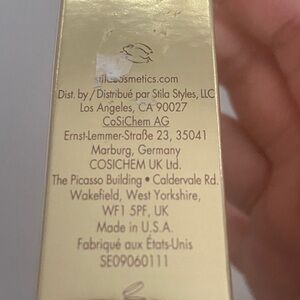 stilacosmetics.com
Dist. by / Distribué par Stila Styles, LLC
Los Angeles, CA 90027
CoSiChem AG
Ernst-Lemmer-Straße 23, 35041
Marburg, Germany
COSICHEM UK Ltd.
The Picasso Building • Caldervale Rd.
Wakefield, West Yorkshire,
WF1 5PF, UK
Made in U.S.A.
Fabriqué aux États-Unis
SE09060111